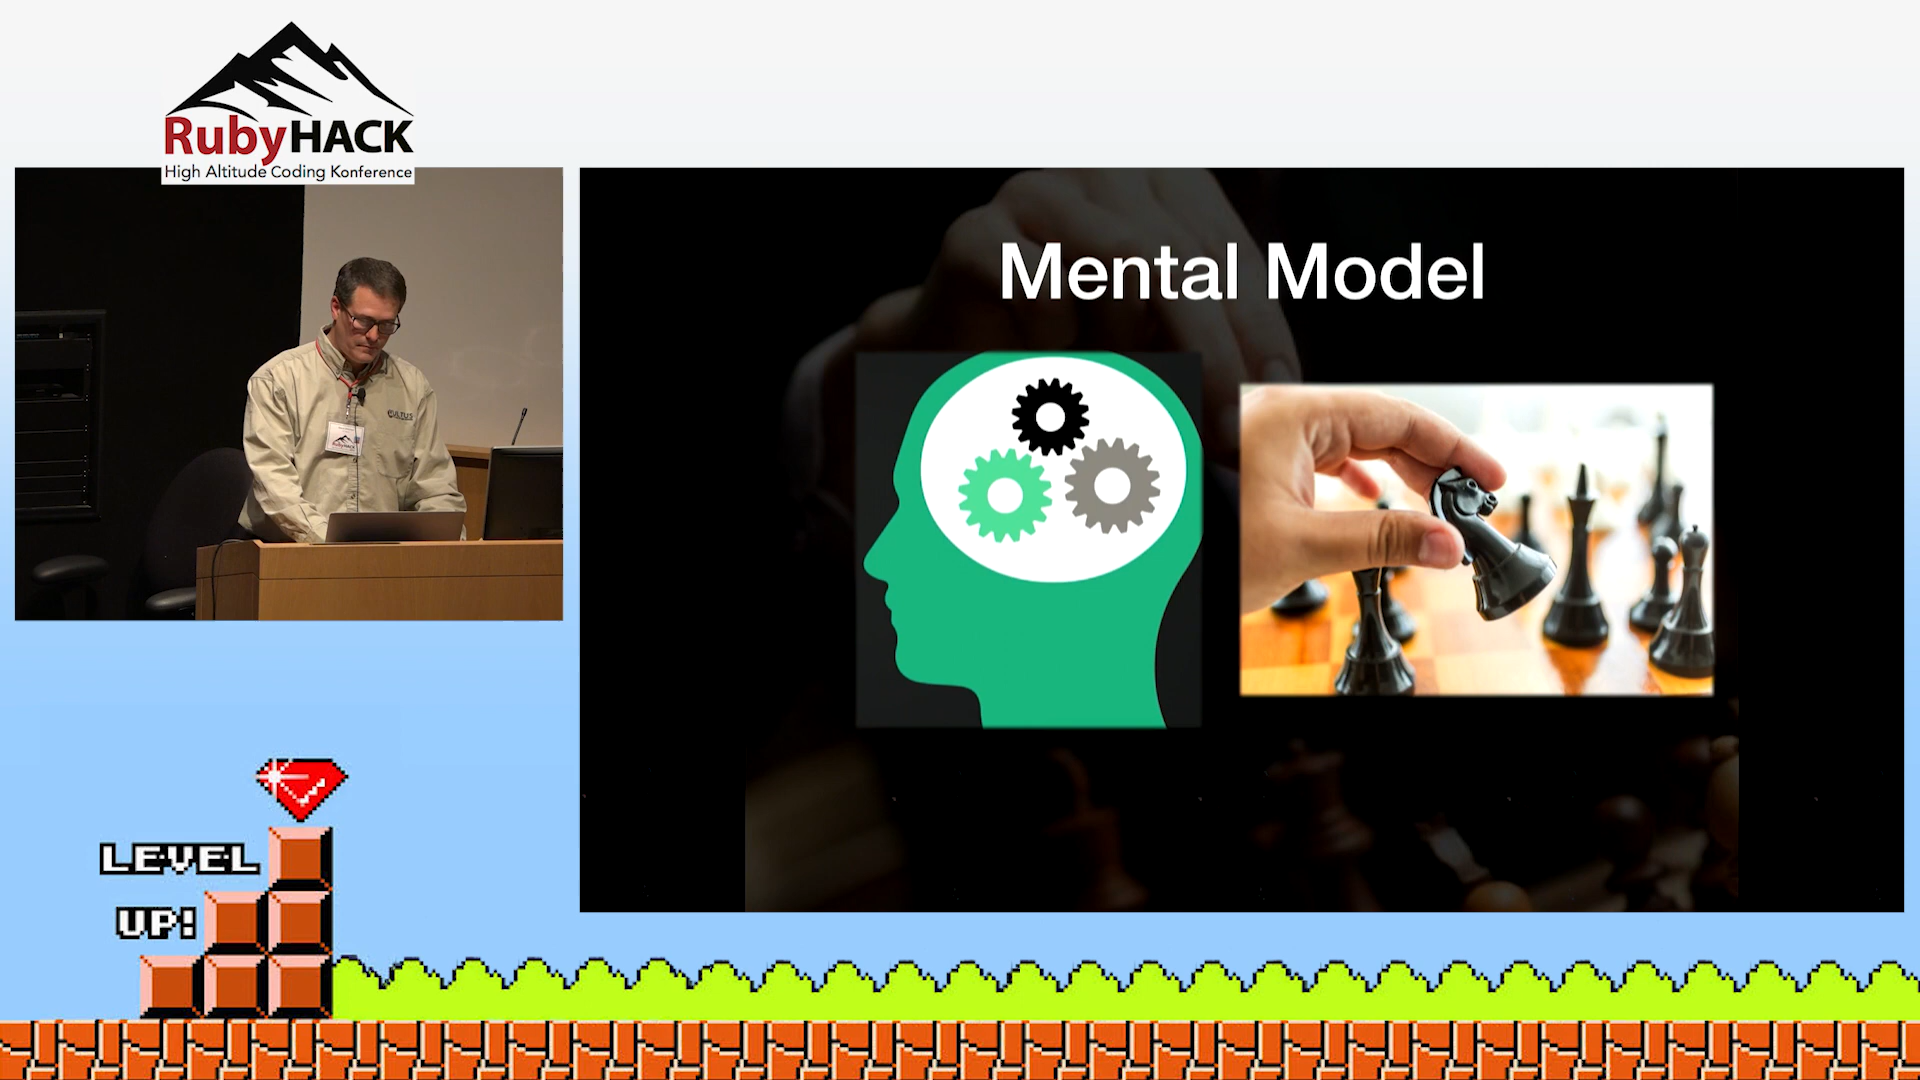 RubyHACK
High Altitude Coding Konference
Mental Model
LEVEL
UP!